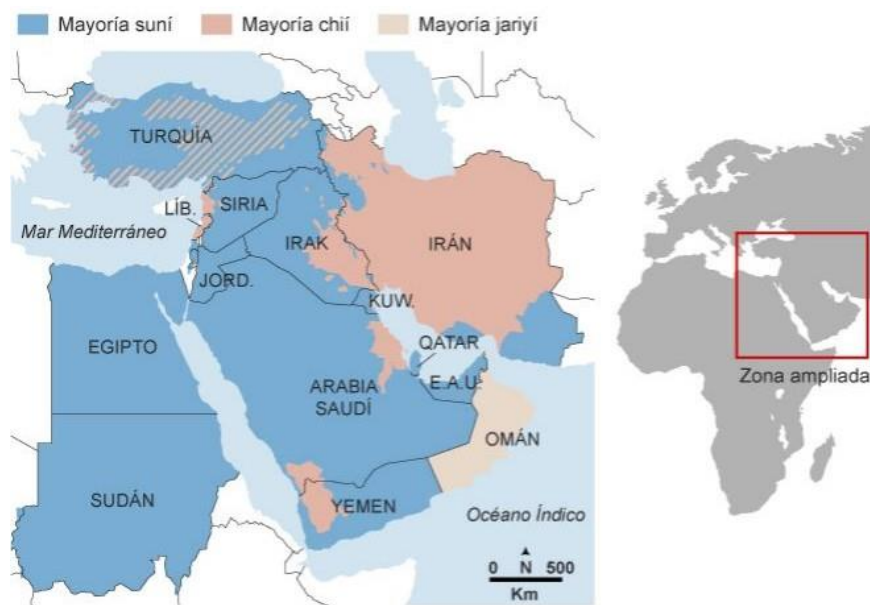 Mayoría suní
Mayoría chií
Mayoría jariyí
TURQUÍA
LÍB.
SIRIA
Mar Mediterráneo
IRAK
IRÁN
JORD.
KUW.
EGIPTO
QATAR
E.A.U.
ARABIA
SAUDÍ
OMÁN
SUDÁN
YEMEN
Océano Índico
0 N 500
Km
Zona ampliada